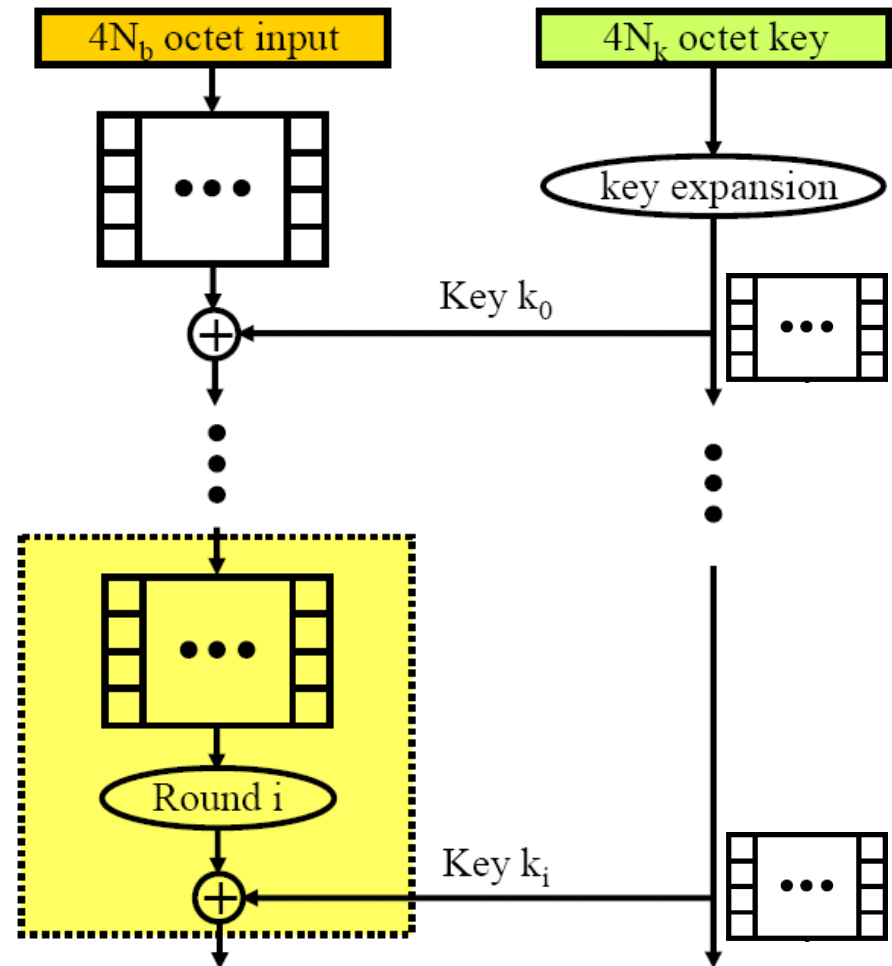 4N_b octet input
4N_k octet key
key expansion
Key k_0
Round i
Key k_i